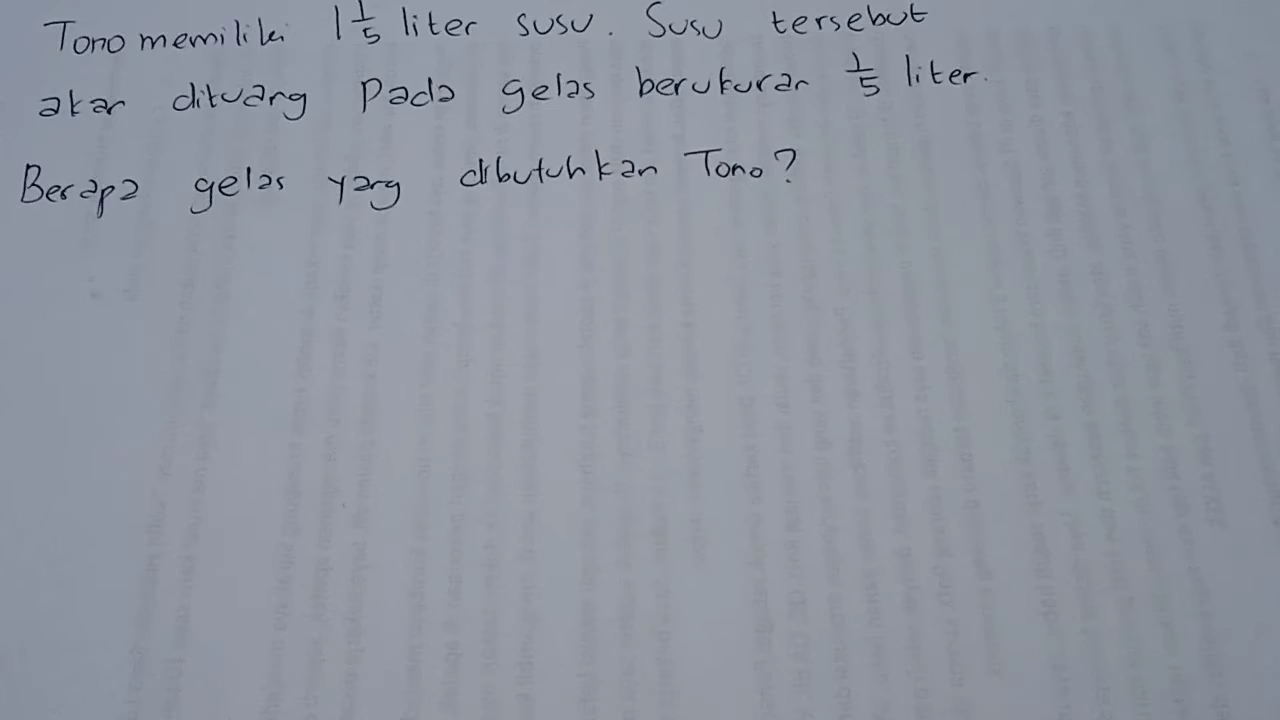 Tono memiliki 1 1/5 liter susu. Susu tersebut
akan dituang pada gelas berukuran 1/5 liter.
Berapa gelas yang dibutuhkan Tono?